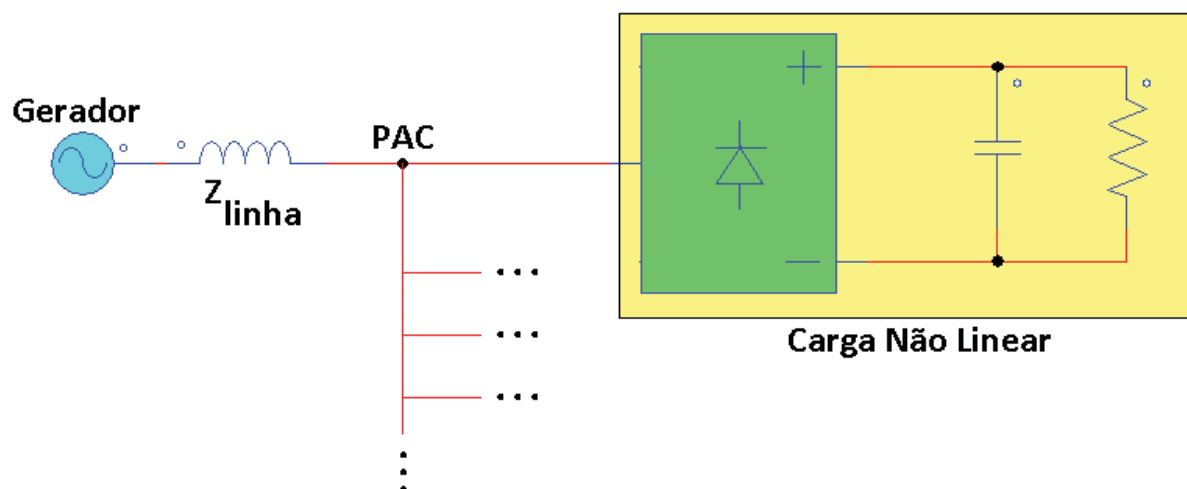 Gerador
PAC
Z linha
+
−
Carga Não Linear